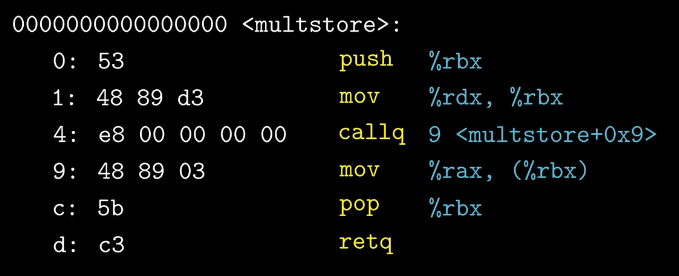 0000000000000000 <multstore>:
0: 53 push %rbx
1: 48 89 d3 mov %rdx, %rbx
4: e8 00 00 00 00 callq 9 <multstore+0x9>
9: 48 89 03 mov %rax, (%rbx)
c: 5b pop %rbx
d: c3 retq